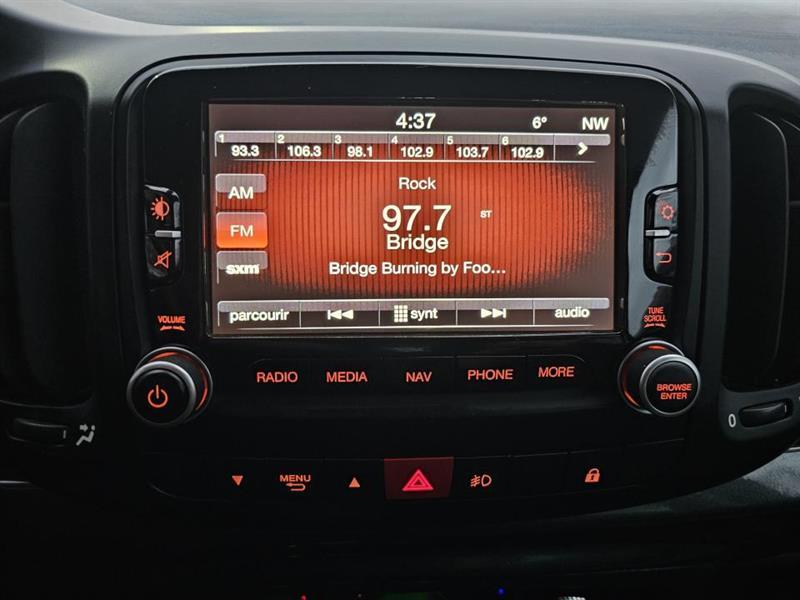 4:37 6° NW
1 93.3 2 106.3 3 98.1 4 102.9 5 103.7 6 102.9
Rock
AM
97.7 ST
FM
Bridge
sxm
Bridge Burning by Foo...
parcourir synt audio
VOLUME
TUNE
SCROLL
RADIO MEDIA NAV PHONE MORE
BROWSE
ENTER
0
MENU